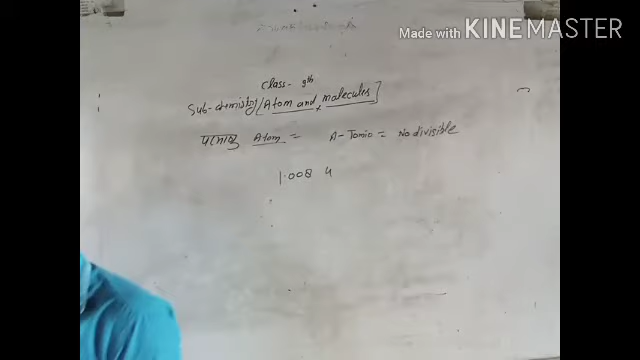 Made with KINEMASTER
Class - 9th
Sub-chemistry [Atom and molecules]
परमाणु Atom = A - Tomio = No divisible
1.008 u